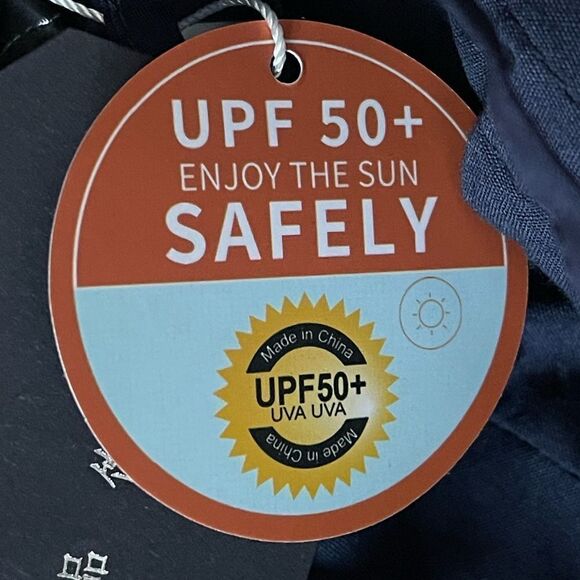 UPF 50+
ENJOY THE SUN
SAFELY
Made in China
UPF50+
UVA UVA
Made in China